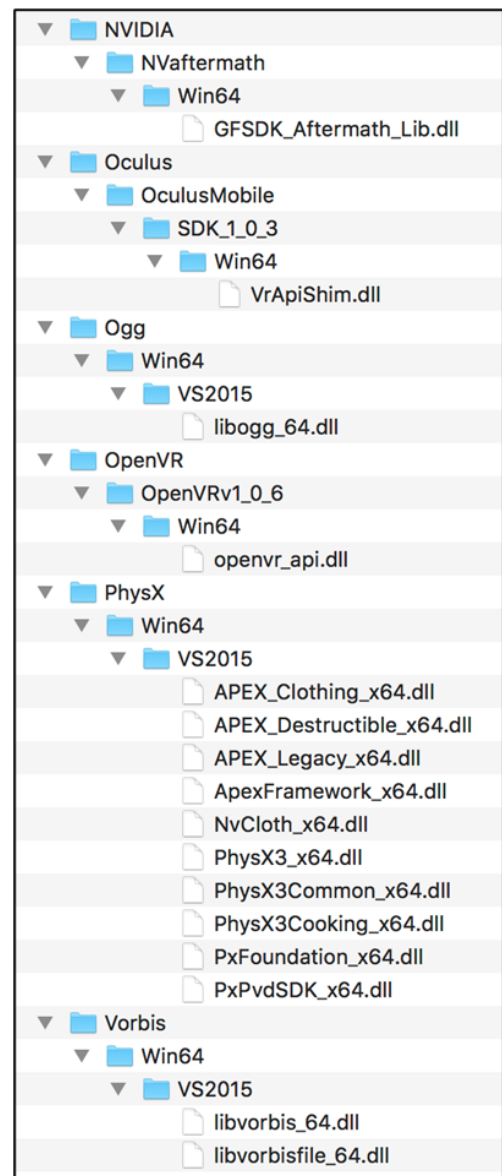 NVIDIA
NVaftermath
Win64
GFSDK_Aftermath_Lib.dll
Oculus
OculusMobile
SDK_1_0_3
Win64
VrApiShim.dll
Ogg
Win64
VS2015
libogg_64.dll
OpenVR
OpenVRv1_0_6
Win64
openvr_api.dll
PhysX
Win64
VS2015
APEX_Clothing_x64.dll
APEX_Destructible_x64.dll
APEX_Legacy_x64.dll
ApexFramework_x64.dll
NvCloth_x64.dll
PhysX3_x64.dll
PhysX3Common_x64.dll
PhysX3Cooking_x64.dll
PxFoundation_x64.dll
PxPvdSDK_x64.dll
Vorbis
Win64
VS2015
libvorbis_64.dll
libvorbisfile_64.dll